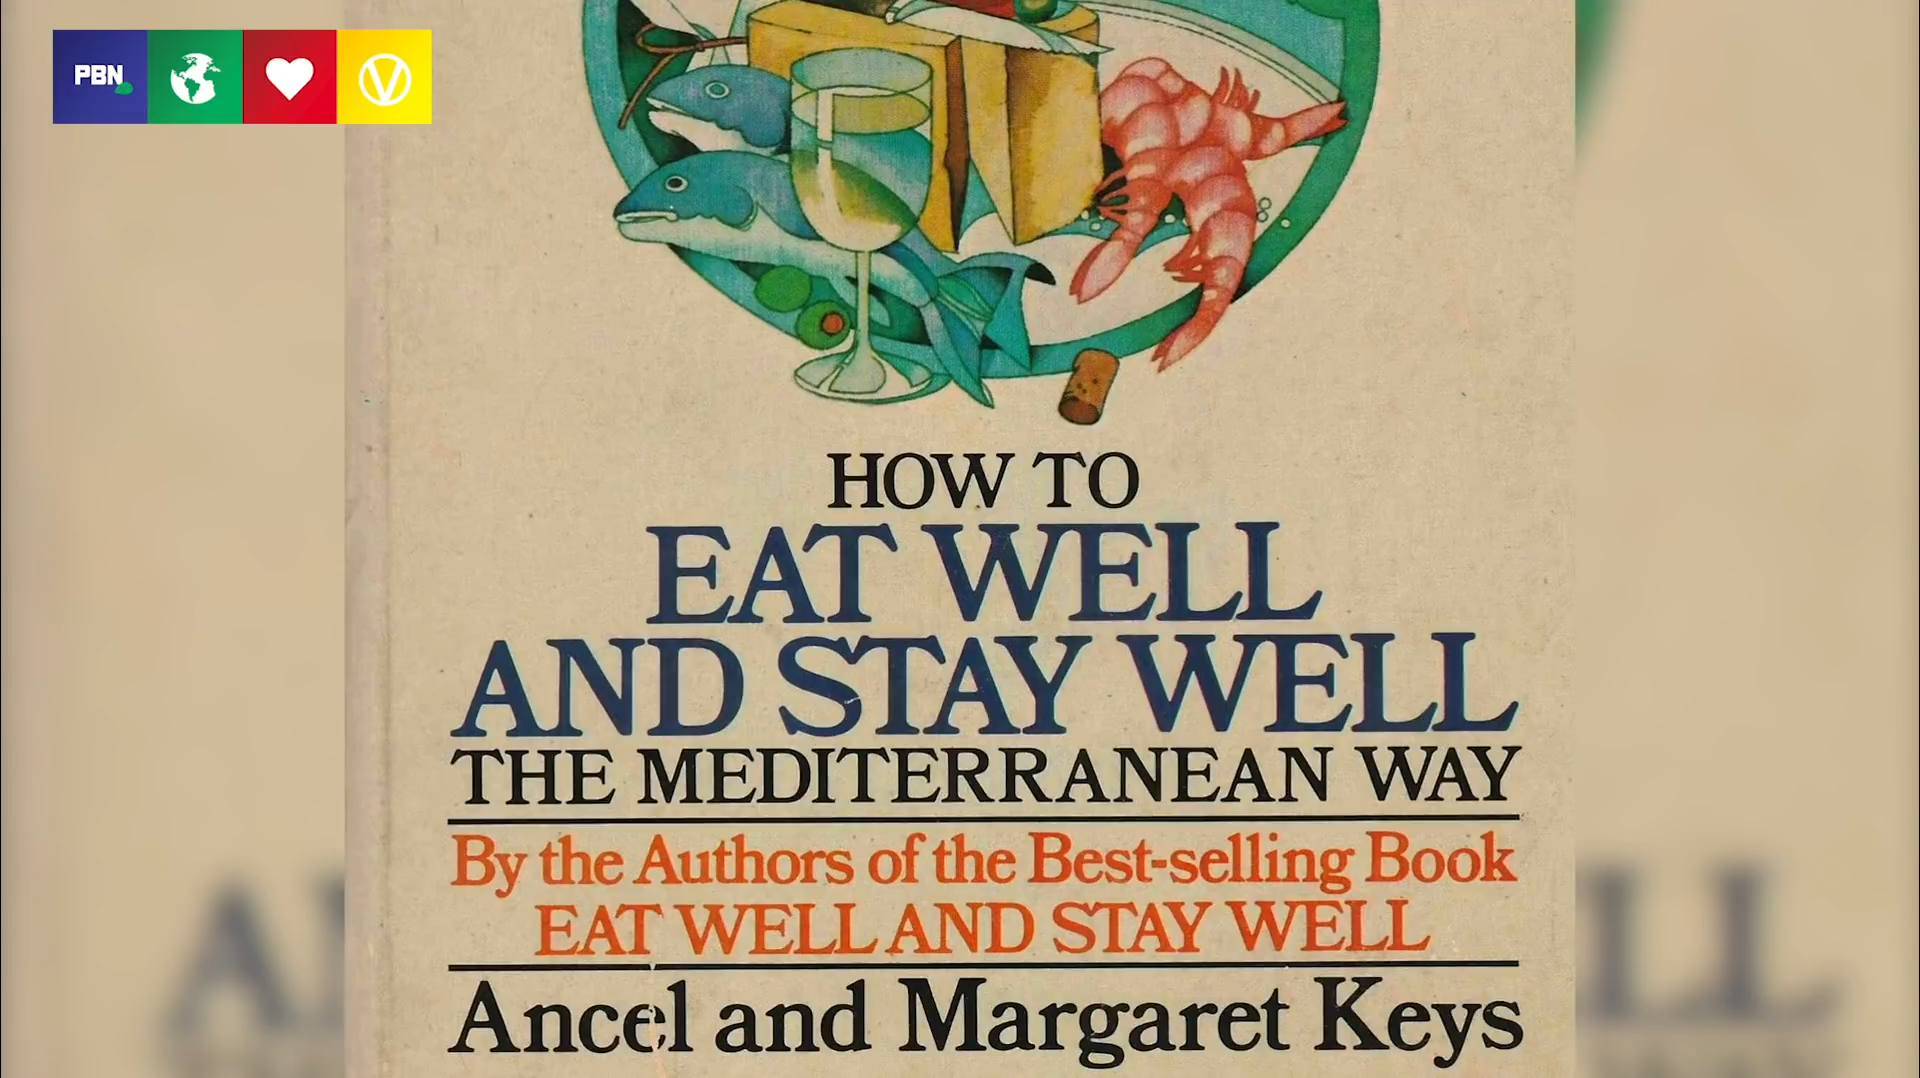 PBN
HOW TO
EAT WELL
AND STAY WELL
THE MEDITERRANEAN WAY
By the Authors of the Best-selling Book
EAT WELL AND STAY WELL
Ancel and Margaret Keys